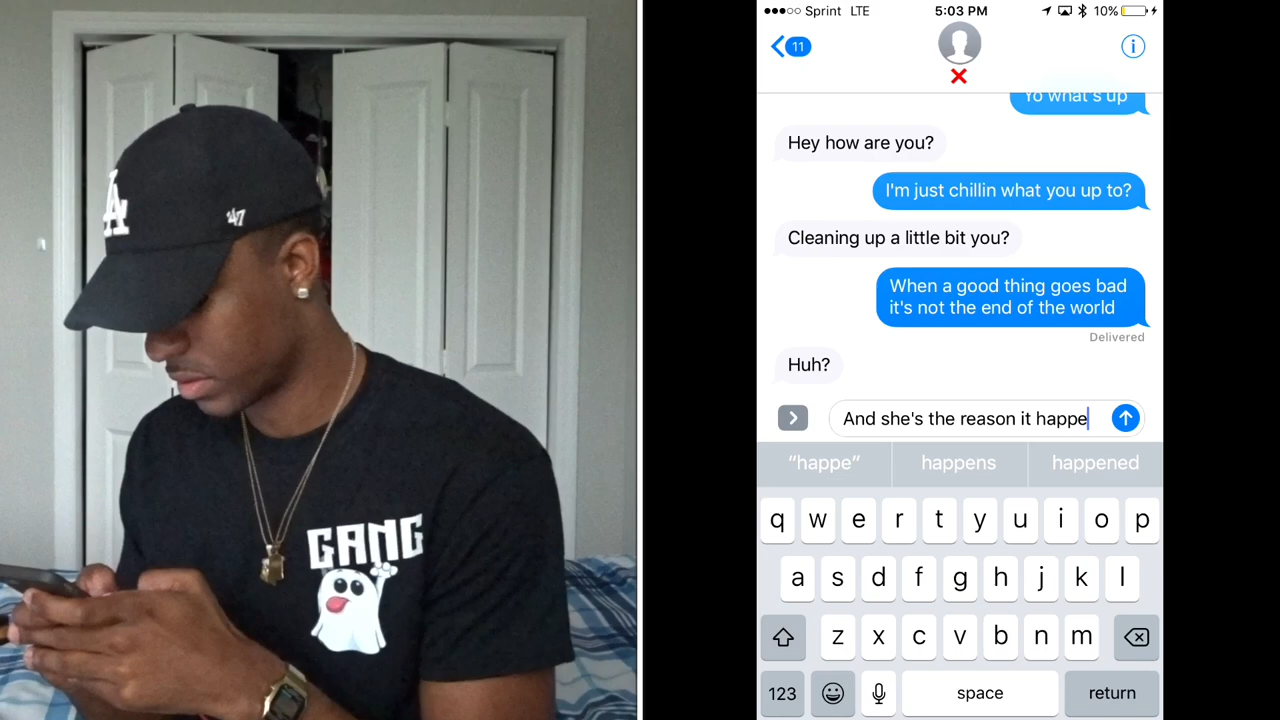 LA
47
GANG
Sprint LTE
5:03 PM
10%
11
i
Yo what's up
Hey how are you?
I'm just chillin what you up to?
Cleaning up a little bit you?
When a good thing goes bad
it's not the end of the world
Delivered
Huh?
And she's the reason it happe
"happe" happens happened
q w e r t y u i o p
a s d f g h j k l
z x c v b n m
123 space return